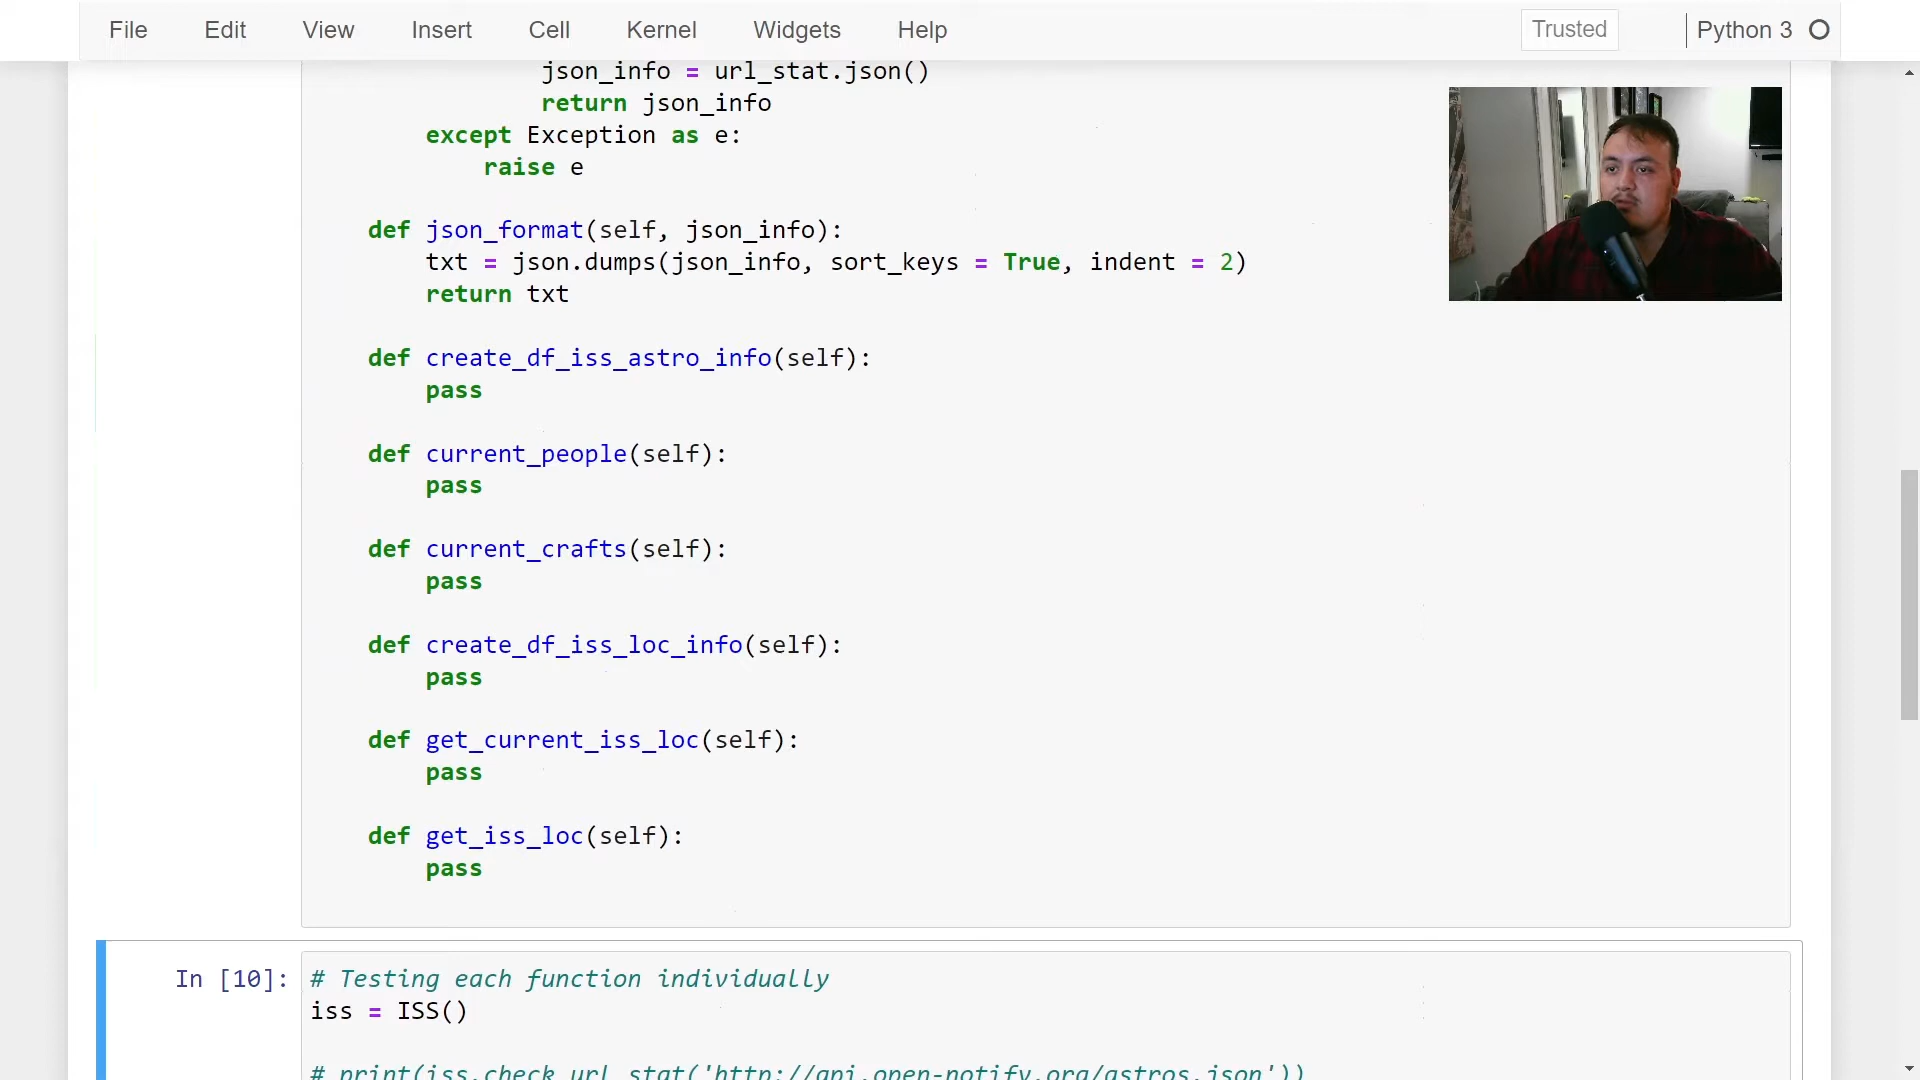 File Edit View Insert Cell Kernel Widgets Help Trusted Python 3
json_info = url_stat.json()
return json_info
except Exception as e:
raise e
def json_format(self, json_info):
txt = json.dumps(json_info, sort_keys = True, indent = 2)
return txt
def create_df_iss_astro_info(self):
pass
def current_people(self):
pass
def current_crafts(self):
pass
def create_df_iss_loc_info(self):
pass
def get_current_iss_loc(self):
pass
def get_iss_loc(self):
pass
In [10]: # Testing each function individually
iss = ISS()
# print(iss.check_url_stat('http://api.open-notify.org/astros.json'))